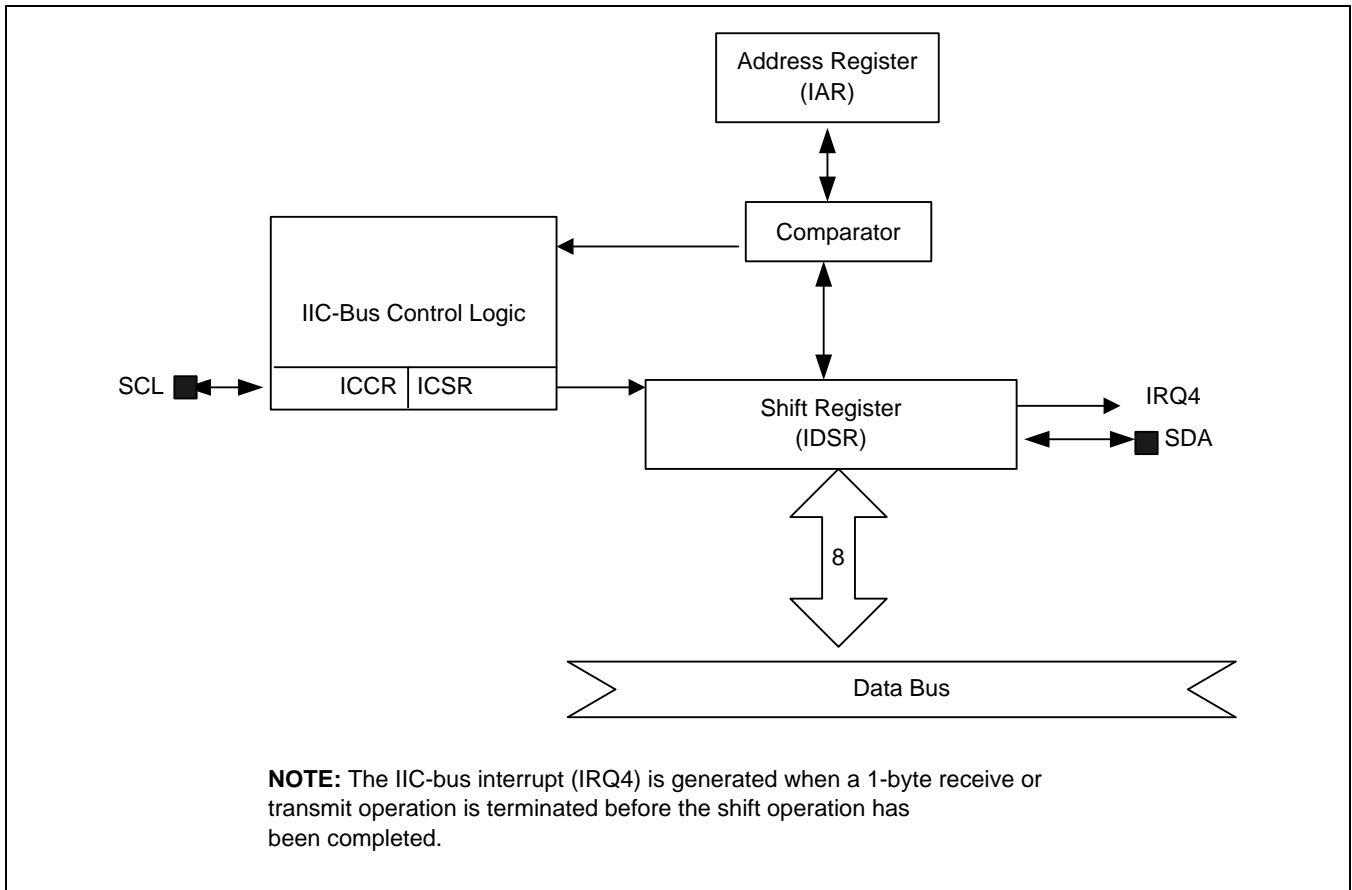 Address Register
(IAR)
Comparator
IIC-Bus Control Logic
SCL
ICCR
ICSR
Shift Register
(IDSR)
IRQ4
SDA
8
Data Bus
NOTE: The IIC-bus interrupt (IRQ4) is generated when a 1-byte receive or
transmit operation is terminated before the shift operation has
been completed.